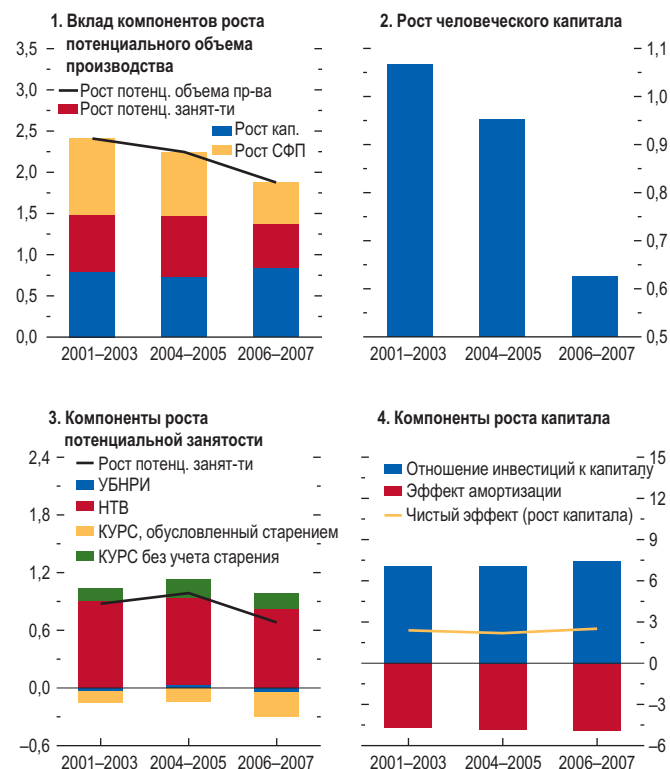 1. Вклад компонентов роста
потенциального объема
производства
3,5
3,0
2,5
2,0
1,5
1,0
0,5
0,0
Рост потенц. объема пр-ва
Рост потенц. занят-ти
Рост кап.
Рост СФП
2001–2003 2004–2005 2006–2007
2. Рост человеческого капитала
1,1
1,0
0,9
0,8
0,7
0,6
0,5
2001–2003 2004–2005 2006–2007
3. Компоненты роста
потенциальной занятости
2,4
1,8
1,2
0,6
0,0
–0,6
Рост потенц. занят-ти
УБНРИ
НТВ
КУРС, обусловленный старением
КУРС без учета старения
2001–2003 2004–2005 2006–2007
4. Компоненты роста капитала
15
12
9
6
3
0
–3
–6
Отношение инвестиций к капиталу
Эффект амортизации
Чистый эффект (рост капитала)
2001–2003 2004–2005 2006–2007